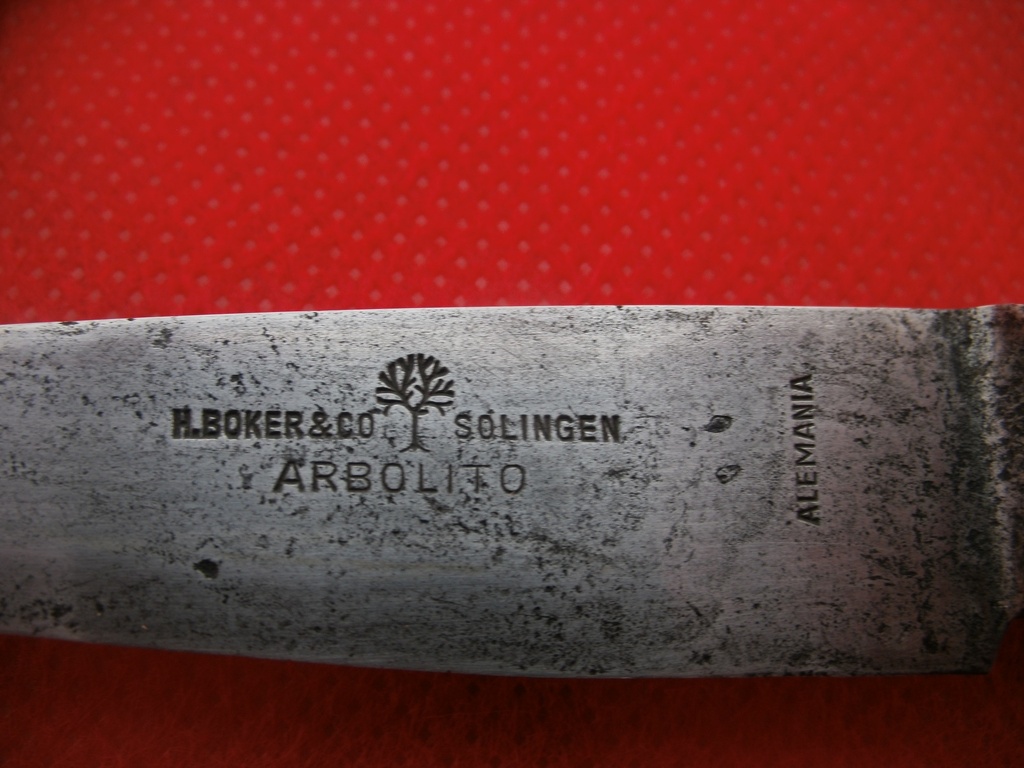 H.BOKER & CO SOLINGEN
ARBOLITO
ALEMANIA